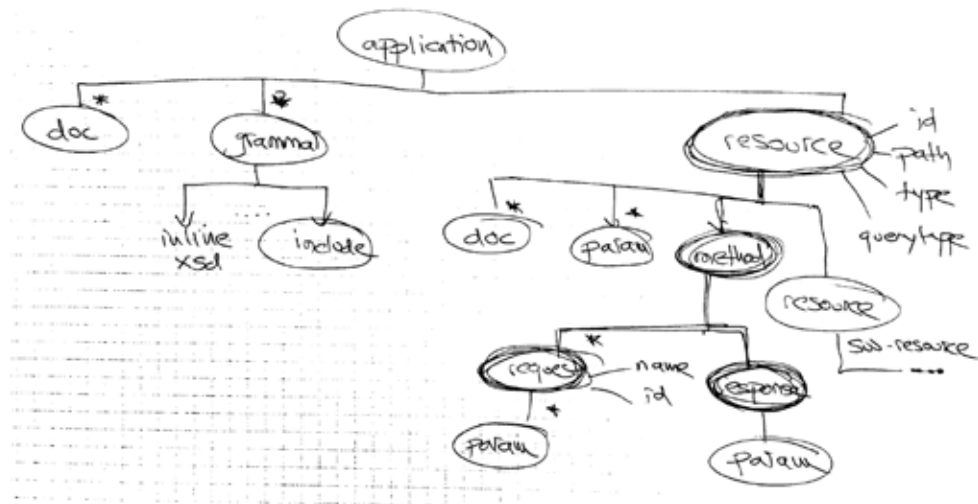 application
* *
doc grammar resource id
path
type
querytype
inline
xsd
include
* *
doc param method
resource
sub-resource
....
*
request name
id
response
*
param param